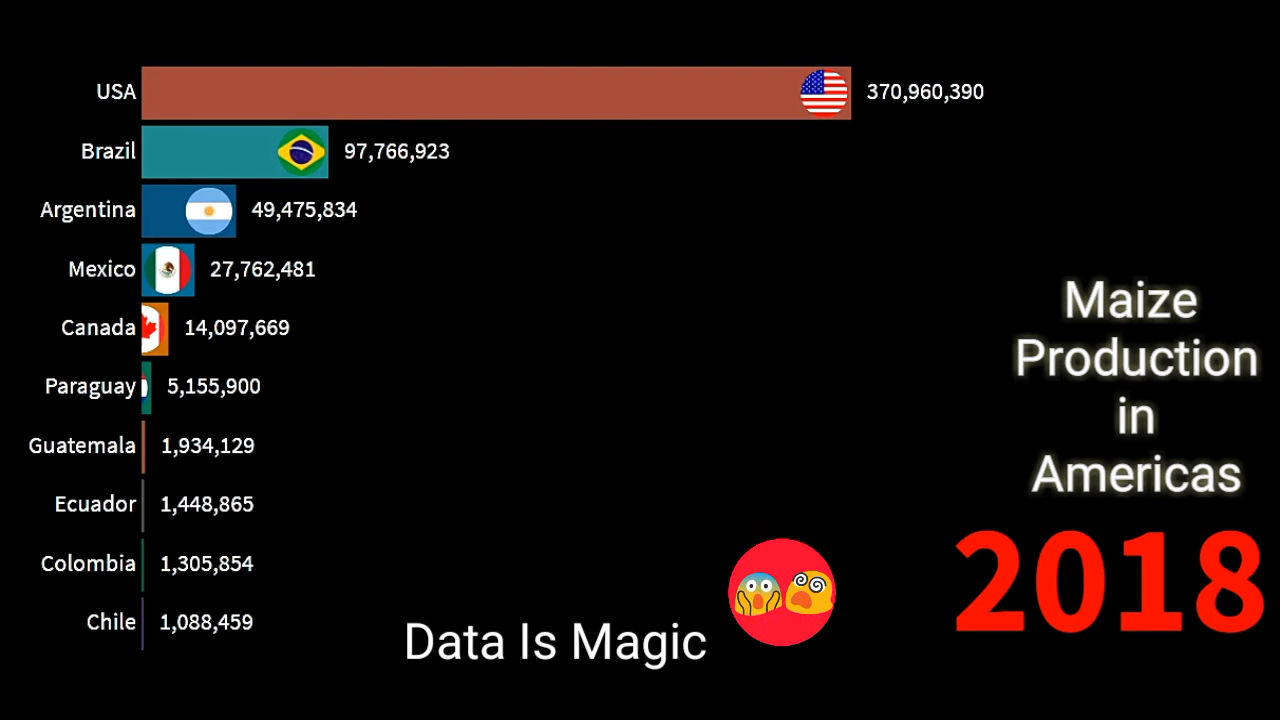 USA 370,960,390
Brazil 97,766,923
Argentina 49,475,834
Mexico 27,762,481
Canada 14,097,669
Paraguay 5,155,900
Guatemala 1,934,129
Ecuador 1,448,865
Colombia 1,305,854
Chile 1,088,459
Maize
Production
in
Americas
2018
Data Is Magic